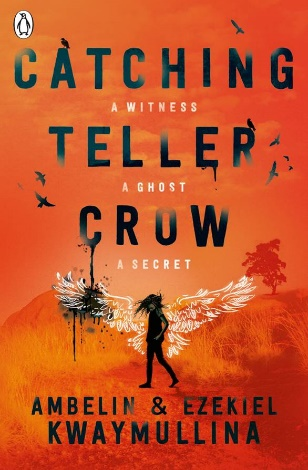 CATCHING
A WITNESS
TELLER
A GHOST
CROW
A SECRET
AMBELIN & EZEKIEL
KWAYMULLINA